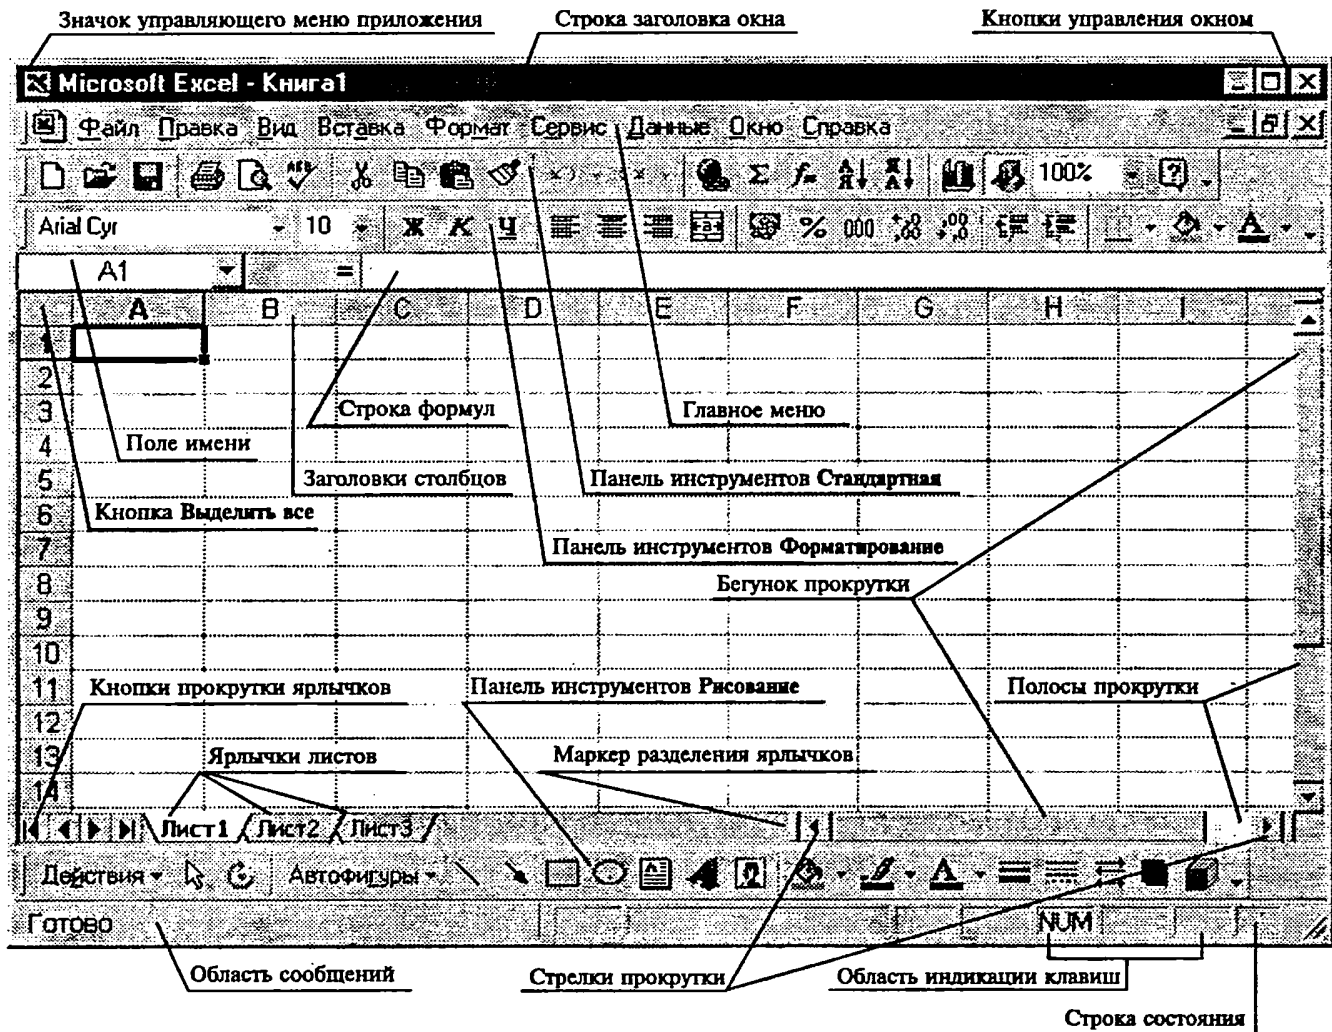 Значок управляющего меню приложения
Строка заголовка окна
Кнопки управления окном
Microsoft Excel - Книга1
Файл Правка Вид Вставка Формат Сервис Данные Окно Справка
100%
Arial Cyr 10 Ж К Ч % 000
A1 =
A B C D E F G H I
1
2
3
Строка формул
Главное меню
4
Поле имени
5
Заголовки столбцов
Панель инструментов Стандартная
6
Кнопка Выделить все
7
Панель инструментов Форматирование
8
Бегунок прокрутки
9
10
11
Кнопки прокрутки ярлычков
Панель инструментов Рисование
Полосы прокрутки
12
13
Ярлычки листов
Маркер разделения ярлычков
14
Лист1 Лист2 Лист3
Действия Автофигуры
Готово
NUM
Область сообщений
Стрелки прокрутки
Область индикации клавиш
Строка состояния